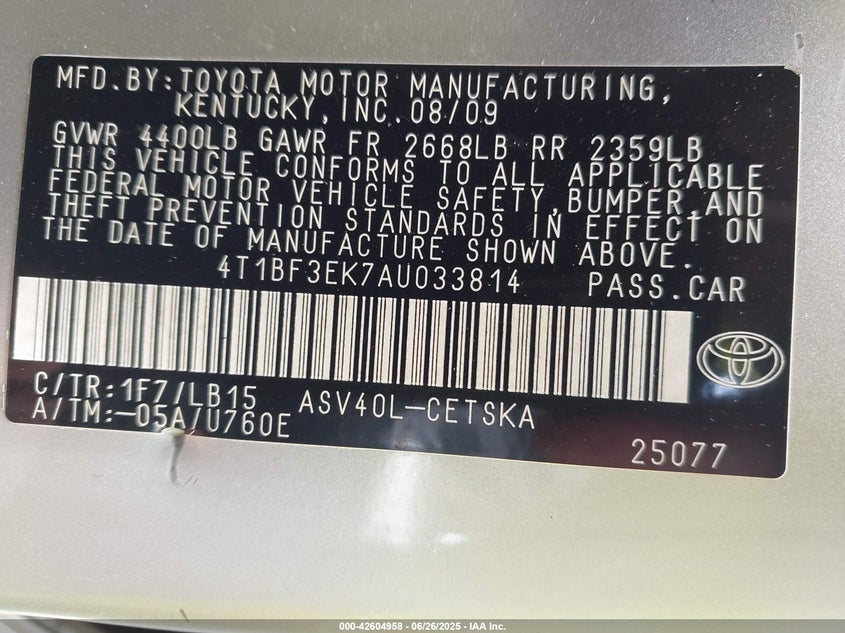 MFD.BY:TOYOTA MOTOR MANUFACTURING,
KENTUCKY,INC.08/09
GVWR 4400LB GAWR FR 2668LB RR 2359LB
THIS VEHICLE CONFORMS TO ALL APPLICABLE
FEDERAL MOTOR VEHICLE SAFETY,BUMPER,AND
THEFT PREVENTION STANDARDS IN EFFECT ON
THE DATE OF MANUFACTURE SHOWN ABOVE.
4T1BF3EK7AU033814 PASS.CAR
C/TR:1F7/LB15 ASV40L-CETSKA
A/TM:-05A/U760E
25077
000-42604958 - 06/26/2025 - IAA Inc.